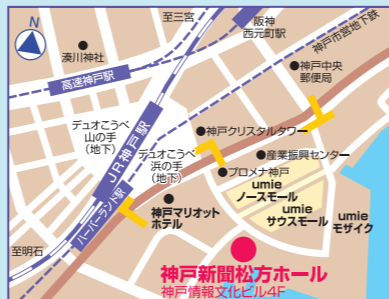 N
至三宮
阪神
西元町駅
神戸市営地下鉄
湊川神社
高速神戸駅
神戸中央
郵便局
デュオこうべ
山の手
(地下)
JR神戸駅
神戸クリスタルタワー
デュオこうべ
浜の手
(地下)
産業振興センター
プロメナ神戸
umie
ノースモール
ハーバーランド駅
神戸マリオット
ホテル
umie
サウスモール
umie
モザイク
至明石
神戸新聞松方ホール
神戸情報文化ビル4F